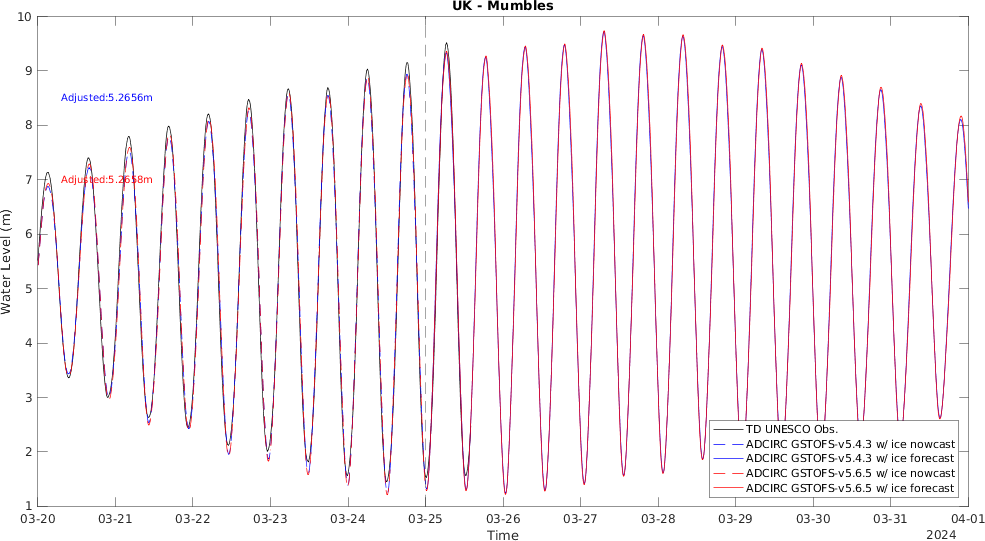 UK - Mumbles
10
9
8
7
6
5
4
3
2
1
Water Level (m)
Adjusted:5.2656m
Adjusted:5.2658m
TD UNESCO Obs.
ADCIRC GSTOFS-v5.4.3 w/ ice nowcast
ADCIRC GSTOFS-v5.4.3 w/ ice forecast
ADCIRC GSTOFS-v5.6.5 w/ ice nowcast
ADCIRC GSTOFS-v5.6.5 w/ ice forecast
03-20 03-21 03-22 03-23 03-24 03-25 03-26 03-27 03-28 03-29 03-30 03-31 04-01
Time
2024